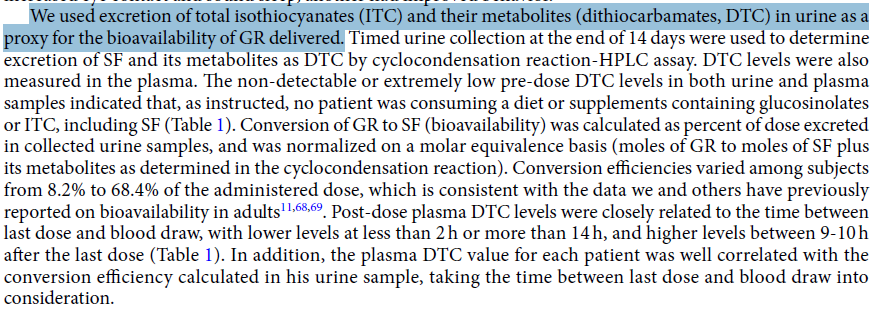 We used excretion of total isothiocyanates (ITC) and their metabolites (dithiocarbamates, DTC) in urine as a
proxy for the bioavailability of GR delivered. Timed urine collection at the end of 14 days were used to determine
excretion of SF and its metabolites as DTC by cyclocondensation reaction-HPLC assay. DTC levels were also
measured in the plasma. The non-detectable or extremely low pre-dose DTC levels in both urine and plasma
samples indicated that, as instructed, no patient was consuming a diet or supplements containing glucosinolates
or ITC, including SF (Table 1). Conversion of GR to SF (bioavailability) was calculated as percent of dose excreted
in collected urine samples, and was normalized on a molar equivalence basis (moles of GR to moles of SF plus
its metabolites as determined in the cyclocondensation reaction). Conversion efficiencies varied among subjects
from 8.2% to 68.4% of the administered dose, which is consistent with the data we and others have previously
reported on bioavailability in adults11,68,69. Post-dose plasma DTC levels were closely related to the time between
last dose and blood draw, with lower levels at less than 2 h or more than 14 h, and higher levels between 9-10 h
after the last dose (Table 1). In addition, the plasma DTC value for each patient was well correlated with the
conversion efficiency calculated in his urine sample, taking the time between last dose and blood draw into
consideration.